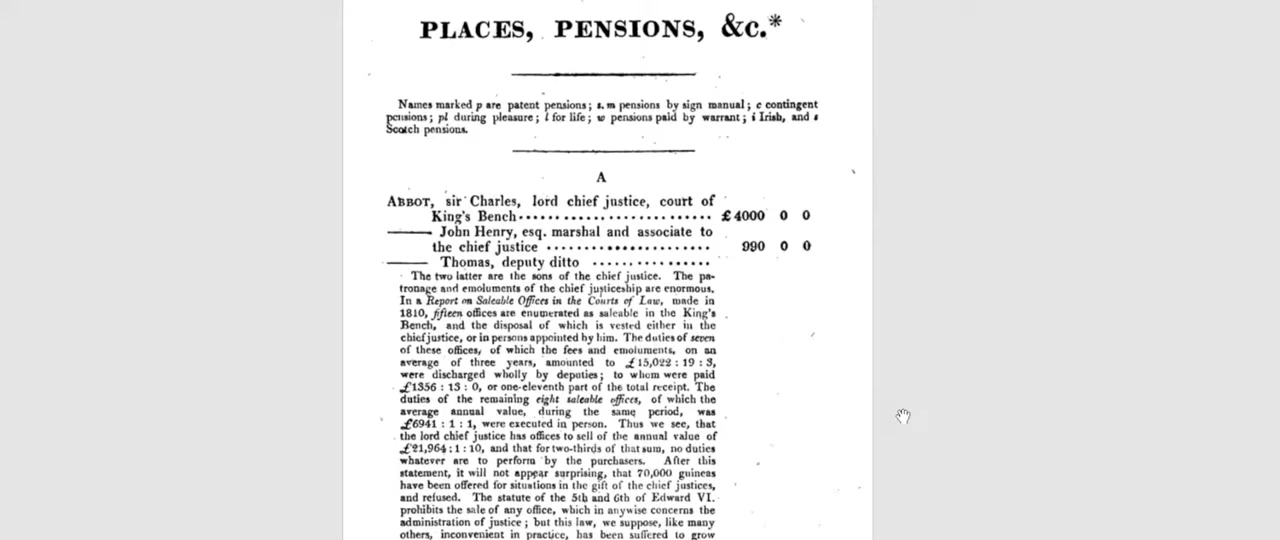 PLACES, PENSIONS, &c.*
Names marked p are patent pensions; s. m pensions by sign manual; c contingent
pensions; pl during pleasure; l for life; w pensions paid by warrant; i Irish, and s
Scotch pensions.
A
ABBOT, sir Charles, lord chief justice, court of
King's Bench........................... £4000 0 0
——— John Henry, esq. marshal and associate to
the chief justice ...................... 990 0 0
——— Thomas, deputy ditto ................
The two latter are the sons of the chief justice. The pa-
tronage and emoluments of the chief justiceship are enormous.
In a Report on Saleable Offices in the Courts of Law, made in
1810, fifteen offices are enumerated as saleable in the King's
Bench, and the disposal of which is vested either in the
chief justice, or in persons appointed by him. The duties of seven
of these offices, of which the fees and emoluments, on an
average of three years, amounted to £15,022 : 19 : 3,
were discharged wholly by deputies; to whom were paid
£1356 : 13 : 0, or one-eleventh part of the total receipt. The
duties of the remaining eight saleable offices, of which the
average annual value, during the same period, was
£6941 : 1 : 1, were executed in person. Thus we see, that
the lord chief justice has offices to sell of the annual value of
£21,964 : 1 : 10, and that for two-thirds of that sum, no duties
whatever are to perform by the purchasers. After this
statement, it will not appear surprising, that 70,000 guineas
have been offered for situations in the gift of the chief justices,
and refused. The statute of the 5th and 6th of Edward VI.
prohibits the sale of any office, which in anywise concerns the
administration of justice; but this law, we suppose, like many
others, inconvenient in practice, has been suffered to grow